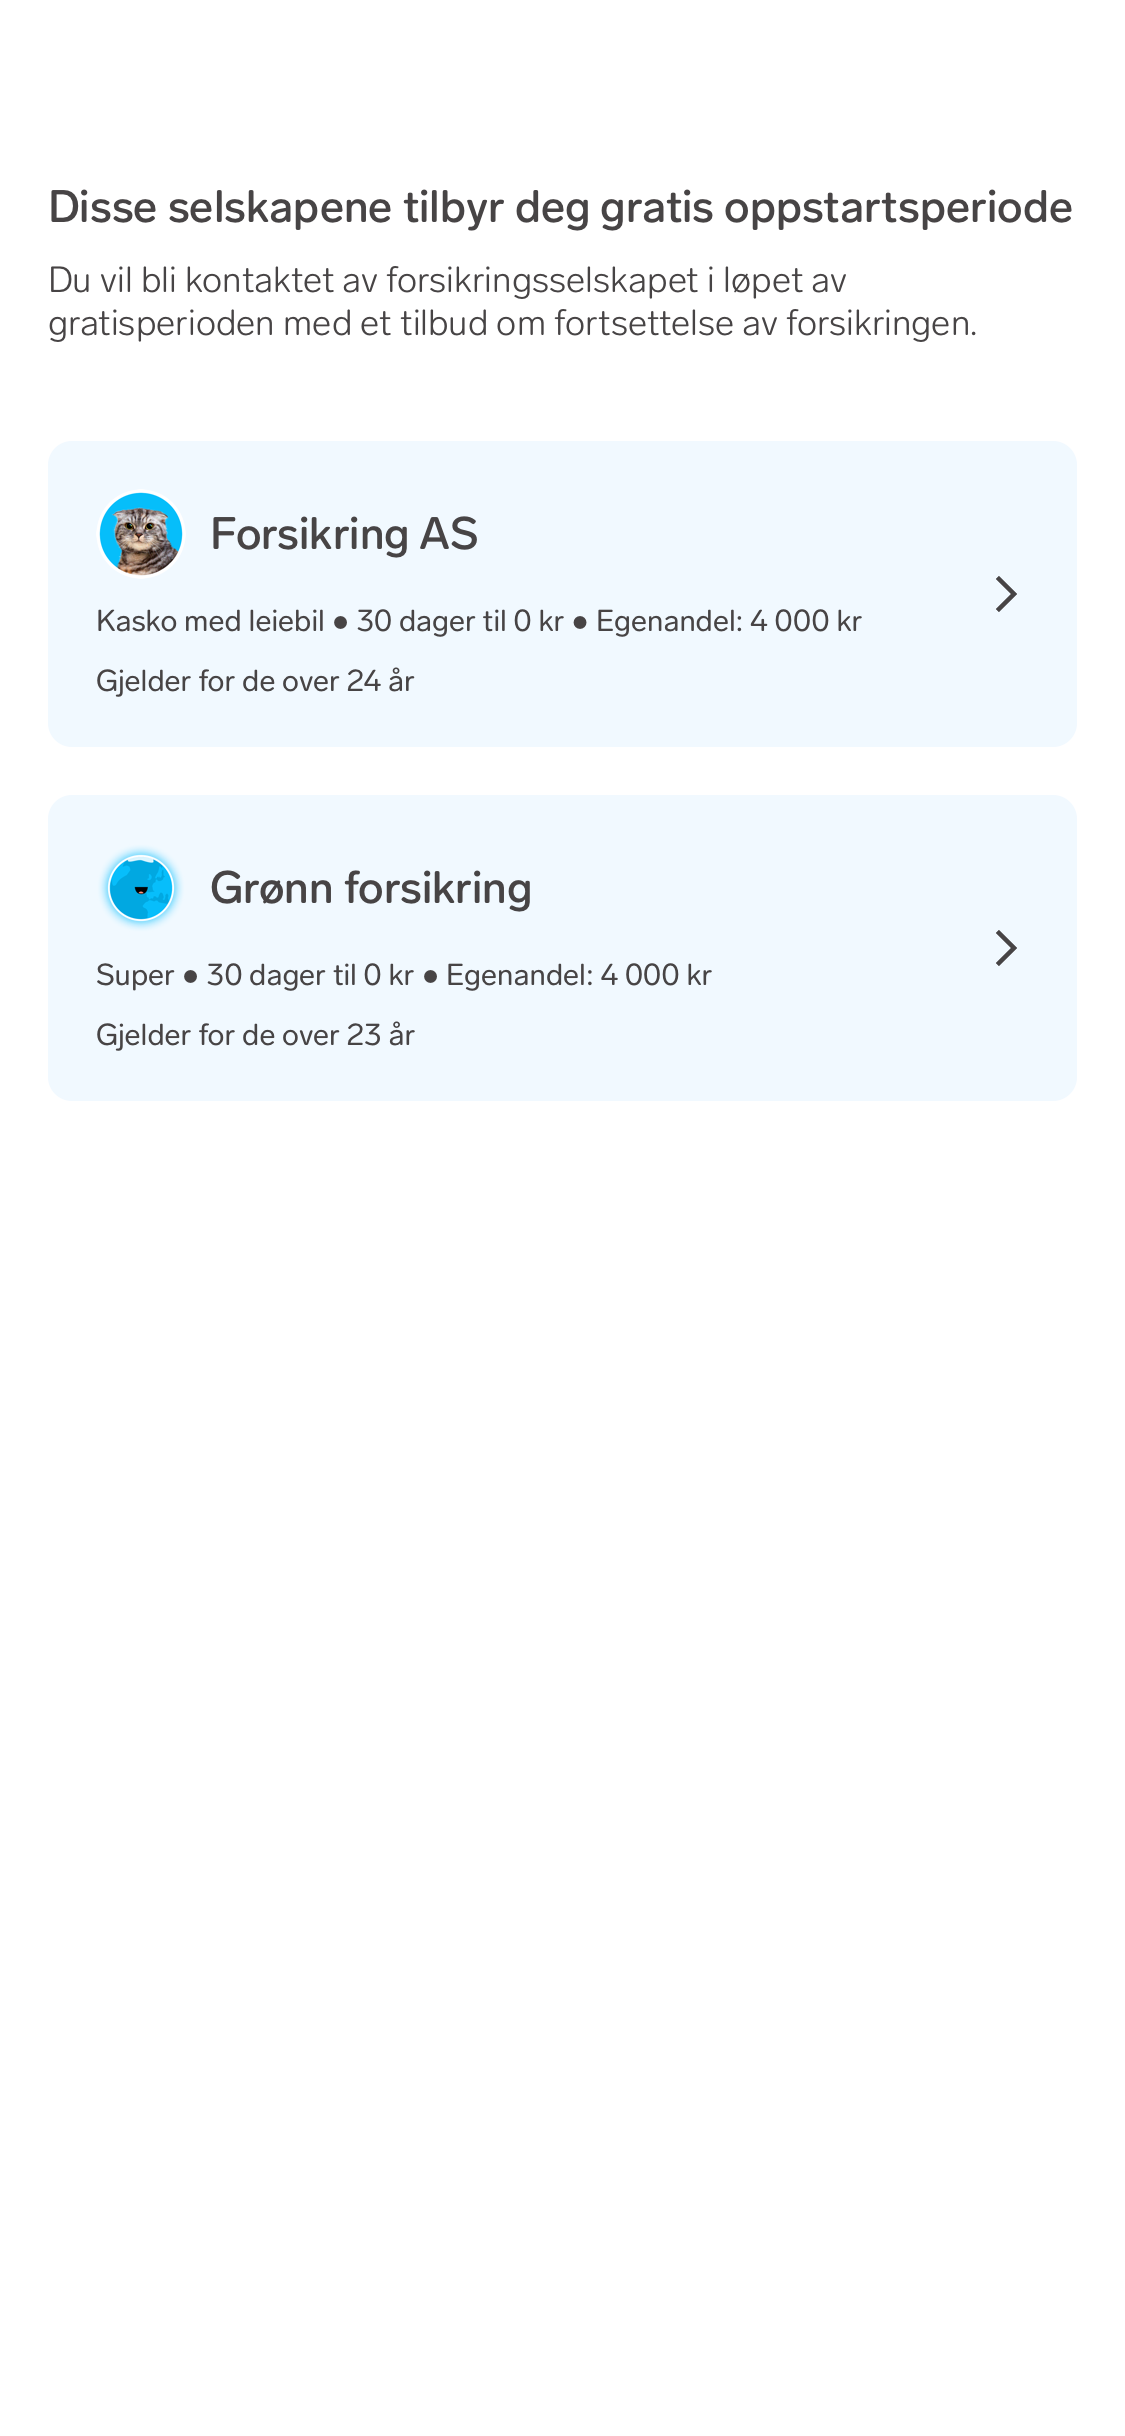 Disse selskapene tilbyr deg gratis oppstartsperiode
Du vil bli kontaktet av forsikringsselskapet i løpet av
gratisperioden med et tilbud om fortsettelse av forsikringen.
Forsikring AS
Kasko med leiebil ● 30 dager til 0 kr ● Egenandel: 4 000 kr
Gjelder for de over 24 år
Grønn forsikring
Super ● 30 dager til 0 kr ● Egenandel: 4 000 kr
Gjelder for de over 23 år